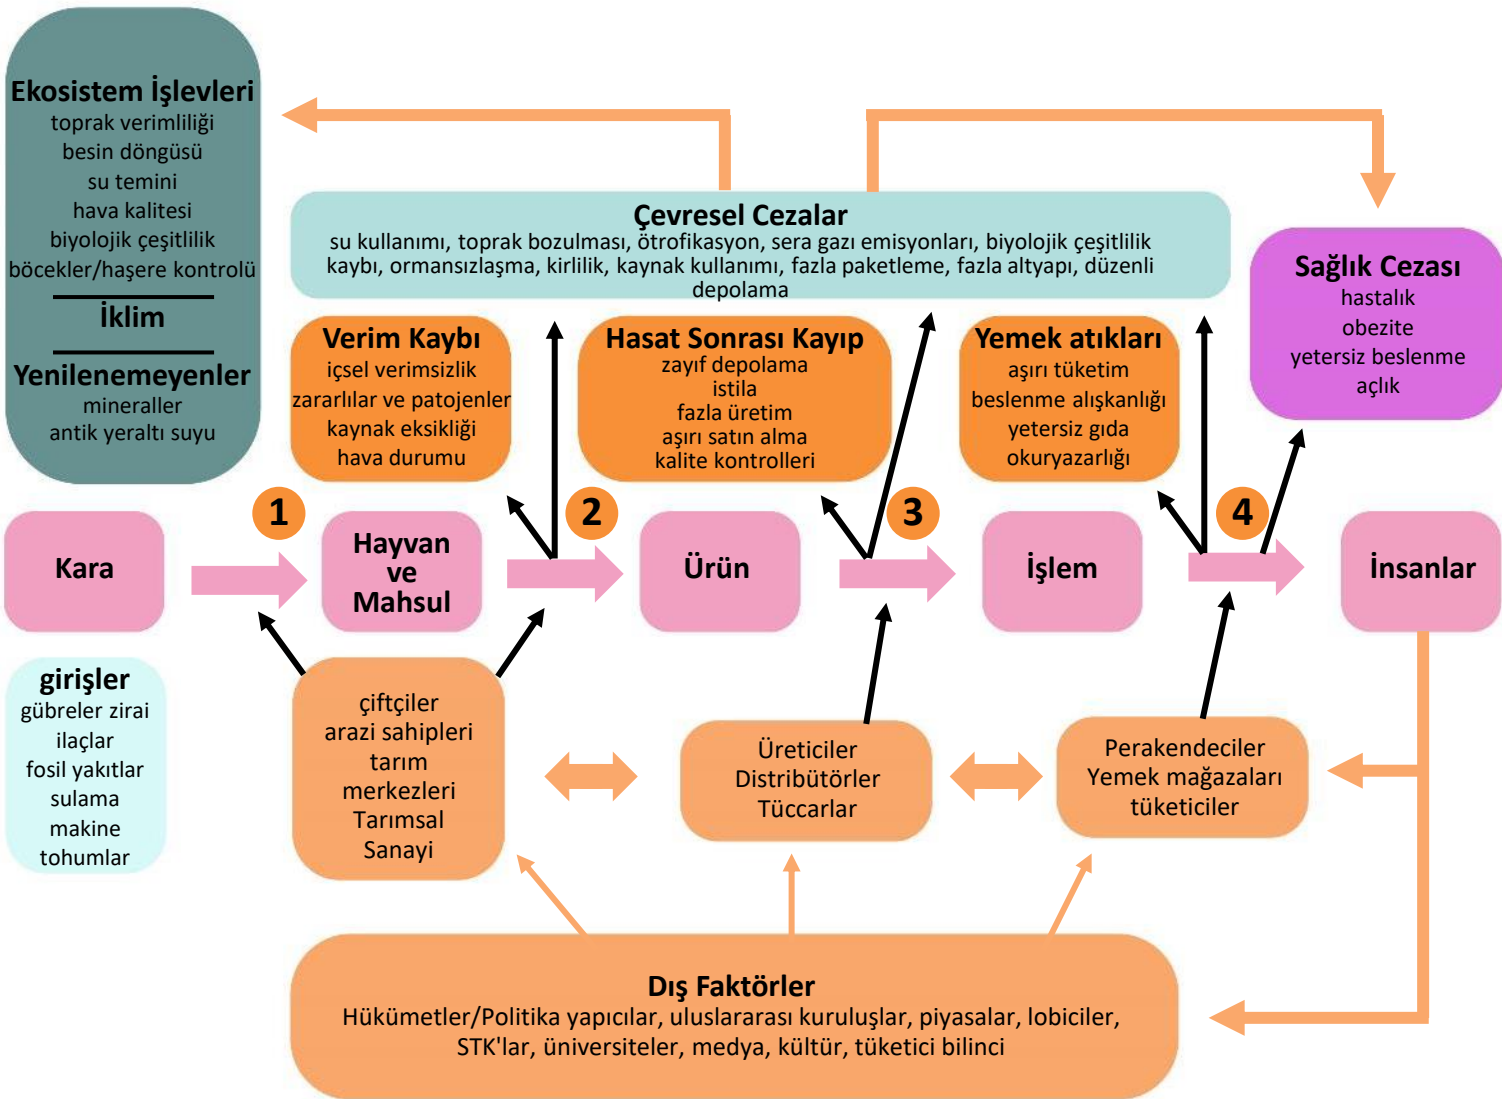 Ekosistem İşlevleri
toprak verimliliği
besin döngüsü
su temini
hava kalitesi
biyolojik çeşitlilik
böcekler/haşere kontrolü
İklim
Yenilenemeyenler
mineraller
antik yeraltı suyu
Çevresel Cezalar
su kullanımı, toprak bozulması, ötrofikasyon, sera gazı emisyonları, biyolojik çeşitlilik
kaybı, ormansızlaşma, kirlilik, kaynak kullanımı, fazla paketleme, fazla altyapı, düzenli
depolama
Sağlık Cezası
hastalık
obezite
yetersiz beslenme
açlık
Verim Kaybı
içsel verimsizlik
zararlılar ve patojenler
kaynak eksikliği
hava durumu
Hasat Sonrası Kayıp
zayıf depolama
istila
fazla üretim
aşırı satın alma
kalite kontrolleri
Yemek atıkları
aşırı tüketim
beslenme alışkanlığı
yetersiz gıda
okuryazarlığı
1
2
3
4
Kara
Hayvan
ve
Mahsul
Ürün
İşlem
İnsanlar
girişler
gübreler zirai
ilaçlar
fosil yakıtlar
sulama
makine
tohumlar
çiftçiler
arazi sahipleri
tarım
merkezleri
Tarımsal
Sanayi
Üreticiler
Distribütörler
Tüccarlar
Perakendeciler
Yemek mağazaları
tüketiciler
Dış Faktörler
Hükümetler/Politika yapıcılar, uluslararası kuruluşlar, piyasalar, lobiciler,
STK'lar, üniversiteler, medya, kültür, tüketici bilinci